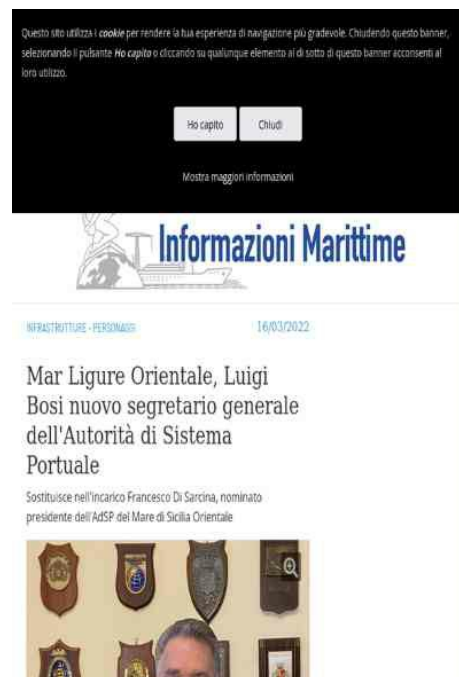 Questo sito utilizza i cookie per rendere la tua esperienza di navigazione più gradevole. Chiudendo questo banner,
selezionando il pulsante Ho capito o cliccando su qualunque elemento al di sotto di questo banner acconsenti al
loro utilizzo.
Ho capito
Chiudi
Mostra maggiori informazioni
Informazioni Marittime
INFRASTRUTTURE - PERSONAGGI
16/03/2022
Mar Ligure Orientale, Luigi
Bosi nuovo segretario generale
dell'Autorità di Sistema
Portuale
Sostituisce nell'incarico Francesco Di Sarcina, nominato
presidente dell'AdSP del Mare di Sicilia Orientale